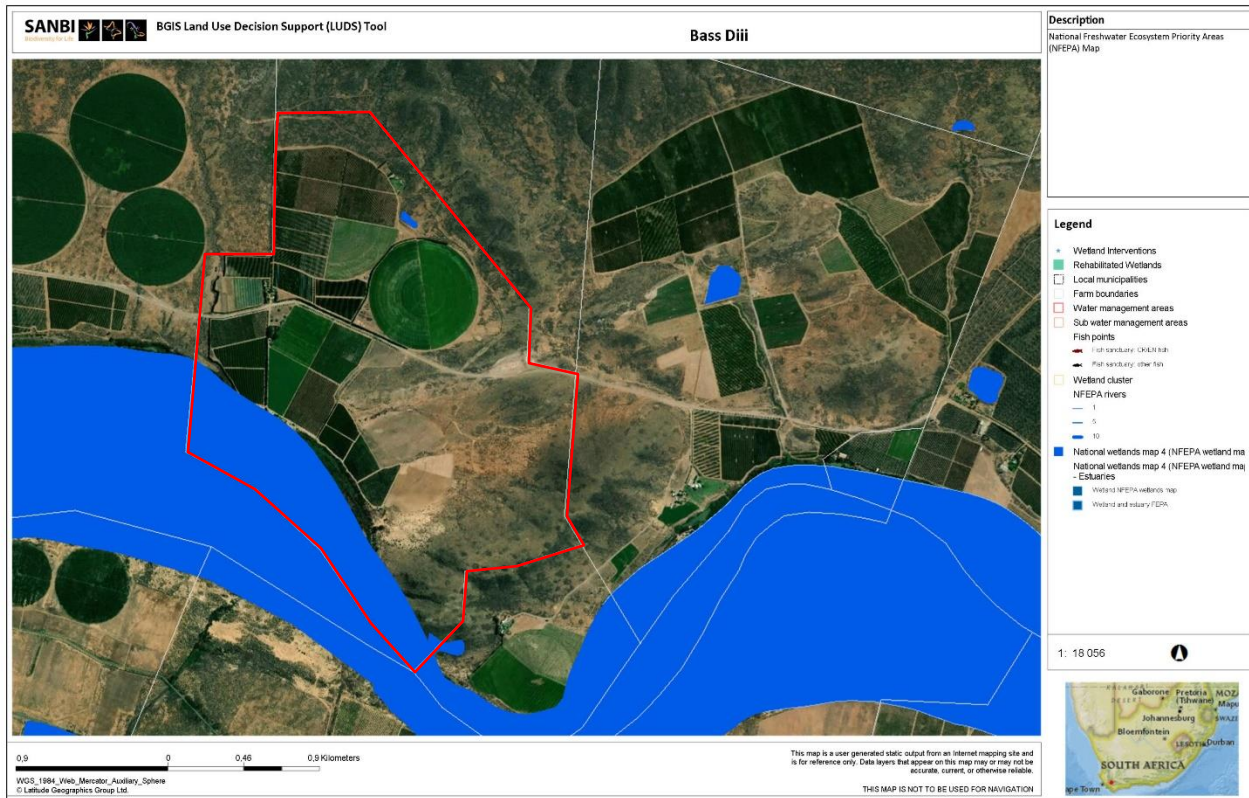 SANBI
Biodiversity for Life
BGIS Land Use Decision Support (LUDS) Tool
Bass Diii
Description
National Freshwater Ecosystem Priority Areas
(NFEPA) Map
Legend
Wetland Interventions
Rehabilitated Wetlands
Local municipalities
Farm boundaries
Water management areas
Sub water management areas
Fish points
Fish sanctuary: CR/EN fish
Fish sanctuary: other fish
Wetland cluster
NFEPA rivers
1
5
10
National wetlands map 4 (NFEPA wetland ma
National wetlands map 4 (NFEPA wetland ma
- Estuaries
Wetland NFEPA wetlands map
Wetland and estuary FEPA
1: 18 056
Gaborone
Pretoria
(Tshwane)
MOZ
Mapu
Johannesburg
SWAZI
Bloemfontein
LESOTH
Durban
SOUTH AFRICA
ape Town
0,9
0
0,46
0,9 Kilometers
WGS_1984_Web_Mercator_Auxiliary_Sphere
© Latitude Geographics Group Ltd.
This map is a user generated static output from an Internet mapping site and
is for reference only. Data layers that appear on this map may or may not be
accurate, current, or otherwise reliable.
THIS MAP IS NOT TO BE USED FOR NAVIGATION